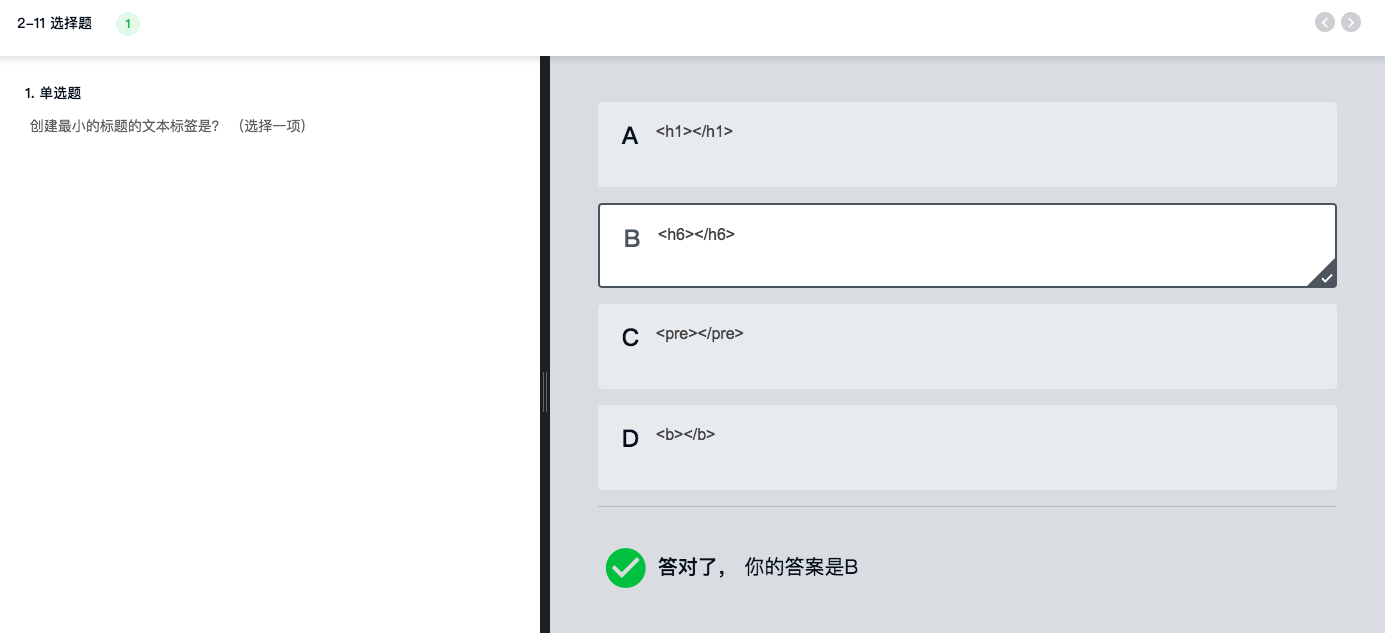 2-11 选择题 1
1. 单选题
创建最小的标题的文本标签是？ （选择一项）
A <h1></h1>
B <h6></h6>
C <pre></pre>
D <b></b>
答对了， 你的答案是B